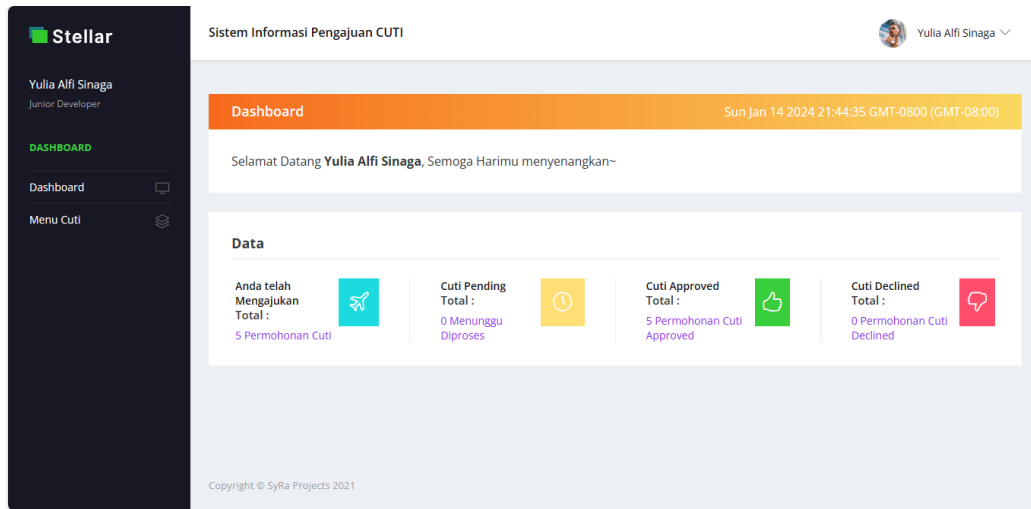 Stellar
Sistem Informasi Pengajuan CUTI
Yulia Alfi Sinaga
Yulia Alfi Sinaga
Junior Developer
DASHBOARD
Dashboard
Menu Cuti
Dashboard
Sun Jan 14 2024 21:44:35 GMT-0800 (GMT-08:00)
Selamat Datang Yulia Alfi Sinaga, Semoga Harimu menyenangkan~
Data
Anda telah
Mengajukan
Total :
5 Permohonan Cuti
Cuti Pending
Total :
0 Menunggu
Diproses
Cuti Approved
Total :
5 Permohonan Cuti
Approved
Cuti Declined
Total :
0 Permohonan Cuti
Declined
Copyright © SyRa Projects 2021